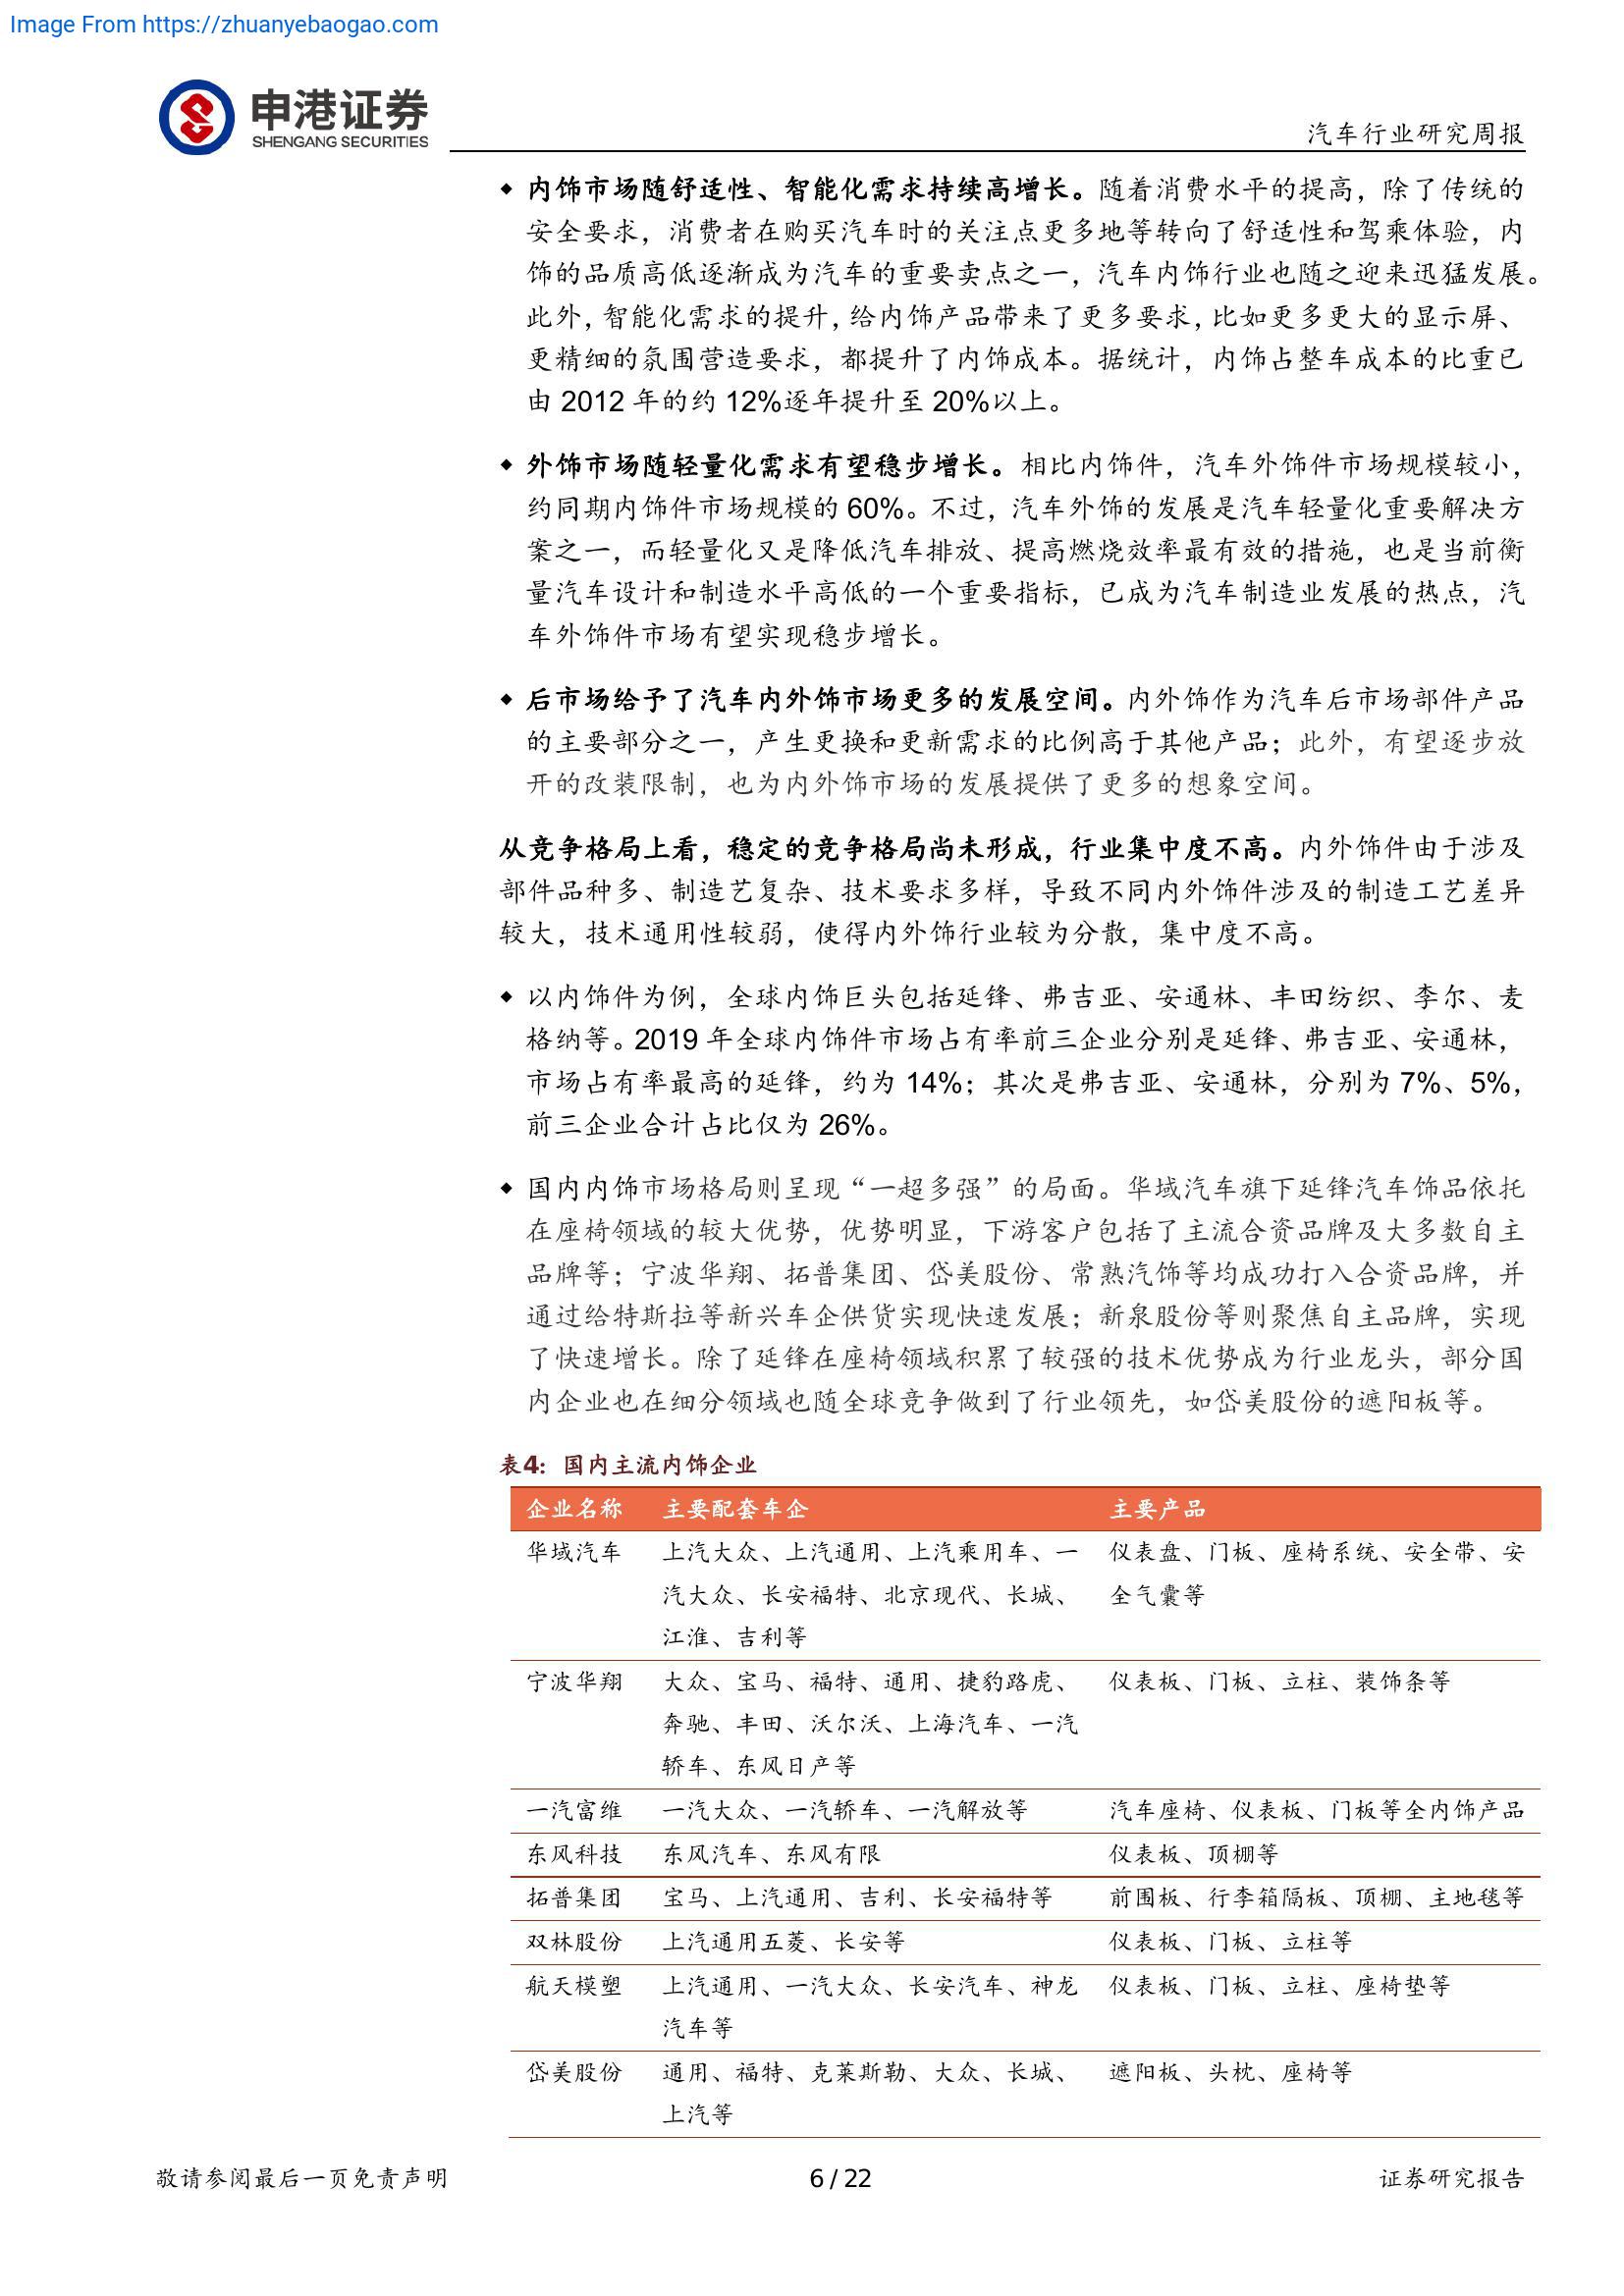 Image From https://zhuanyebaogao.com
申港证券
SHENGANG SECURITIES
汽车行业研究周报
◆ 内饰市场随舒适性、智能化需求持续高增长。随着消费水平的提高，除了传统的
安全要求，消费者在购买汽车时的关注点更多地等转向了舒适性和驾乘体验，内
饰的品质高低逐渐成为汽车的重要卖点之一，汽车内饰行业也随之迎来迅猛发展。
此外，智能化需求的提升，给内饰产品带来了更多要求，比如更多更大的显示屏、
更精细的氛围营造要求，都提升了内饰成本。据统计，内饰占整车成本的比重已
由 2012 年的约 12%逐年提升至 20%以上。
◆ 外饰市场随轻量化需求有望稳步增长。相比内饰件，汽车外饰件市场规模较小，
约同期内饰件市场规模的 60%。不过，汽车外饰的发展是汽车轻量化重要解决方
案之一，而轻量化又是降低汽车排放、提高燃烧效率最有效的措施，也是当前衡
量汽车设计和制造水平高低的一个重要指标，已成为汽车制造业发展的热点，汽
车外饰件市场有望实现稳步增长。
◆ 后市场给予了汽车内外饰市场更多的发展空间。内外饰作为汽车后市场部件产品
的主要部分之一，产生更换和更新需求的比例高于其他产品；此外，有望逐步放
开的改装限制，也为内外饰市场的发展提供了更多的想象空间。
从竞争格局上看，稳定的竞争格局尚未形成，行业集中度不高。内外饰件由于涉及
部件品种多、制造艺复杂、技术要求多样，导致不同内外饰件涉及的制造工艺差异
较大，技术通用性较弱，使得内外饰行业较为分散，集中度不高。
◆ 以内饰件为例，全球内饰巨头包括延锋、弗吉亚、安通林、丰田纺织、李尔、麦
格纳等。2019 年全球内饰件市场占有率前三企业分别是延锋、弗吉亚、安通林，
市场占有率最高的延锋，约为 14%；其次是弗吉亚、安通林，分别为 7%、5%，
前三企业合计占比仅为 26%。
◆ 国内内饰市场格局则呈现“一超多强”的局面。华域汽车旗下延锋汽车饰品依托
在座椅领域的较大优势，优势明显，下游客户包括了主流合资品牌及大多数自主
品牌等；宁波华翔、拓普集团、岱美股份、常熟汽饰等均成功打入合资品牌，并
通过给特斯拉等新兴车企供货实现快速发展；新泉股份等则聚焦自主品牌，实现
了快速增长。除了延锋在座椅领域积累了较强的技术优势成为行业龙头，部分国
内企业也在细分领域也随全球竞争做到了行业领先，如岱美股份的遮阳板等。
表4：国内主流内饰企业
企业名称 主要配套车企 主要产品
华域汽车 上汽大众、上汽通用、上汽乘用车、一 仪表盘、门板、座椅系统、安全带、安
汽大众、长安福特、北京现代、长城、 全气囊等
江淮、吉利等
宁波华翔 大众、宝马、福特、通用、捷豹路虎、 仪表板、门板、立柱、装饰条等
奔驰、丰田、沃尔沃、上海汽车、一汽
轿车、东风日产等
一汽富维 一汽大众、一汽轿车、一汽解放等 汽车座椅、仪表板、门板等全内饰产品
东风科技 东风汽车、东风有限 仪表板、顶棚等
拓普集团 宝马、上汽通用、吉利、长安福特等 前围板、行李箱隔板、顶棚、主地毯等
双林股份 上汽通用五菱、长安等 仪表板、门板、立柱等
航天模塑 上汽通用、一汽大众、长安汽车、神龙 仪表板、门板、立柱、座椅垫等
汽车等
岱美股份 通用、福特、克莱斯勒、大众、长城、 遮阳板、头枕、座椅等
上汽等
敬请参阅最后一页免责声明 6 / 22 证券研究报告